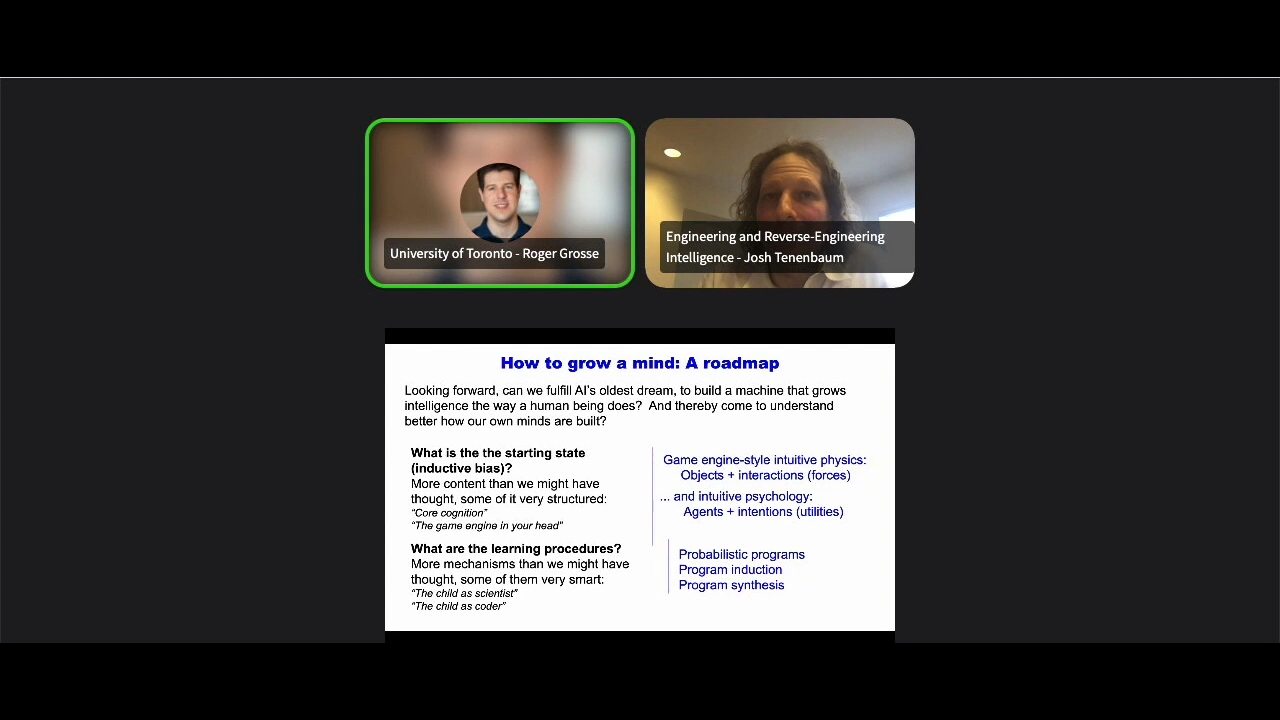 University of Toronto - Roger Grosse
Engineering and Reverse-Engineering
Intelligence - Josh Tenenbaum
How to grow a mind: A roadmap
Looking forward, can we fulfill AI's oldest dream, to build a machine that grows
intelligence the way a human being does? And thereby come to understand
better how our own minds are built?
What is the the starting state
(inductive bias)?
More content than we might have
thought, some of it very structured:
“Core cognition”
“The game engine in your head”
What are the learning procedures?
More mechanisms than we might have
thought, some of them very smart:
“The child as scientist”
“The child as coder”
Game engine-style intuitive physics:
Objects + interactions (forces)
... and intuitive psychology:
Agents + intentions (utilities)
Probabilistic programs
Program induction
Program synthesis